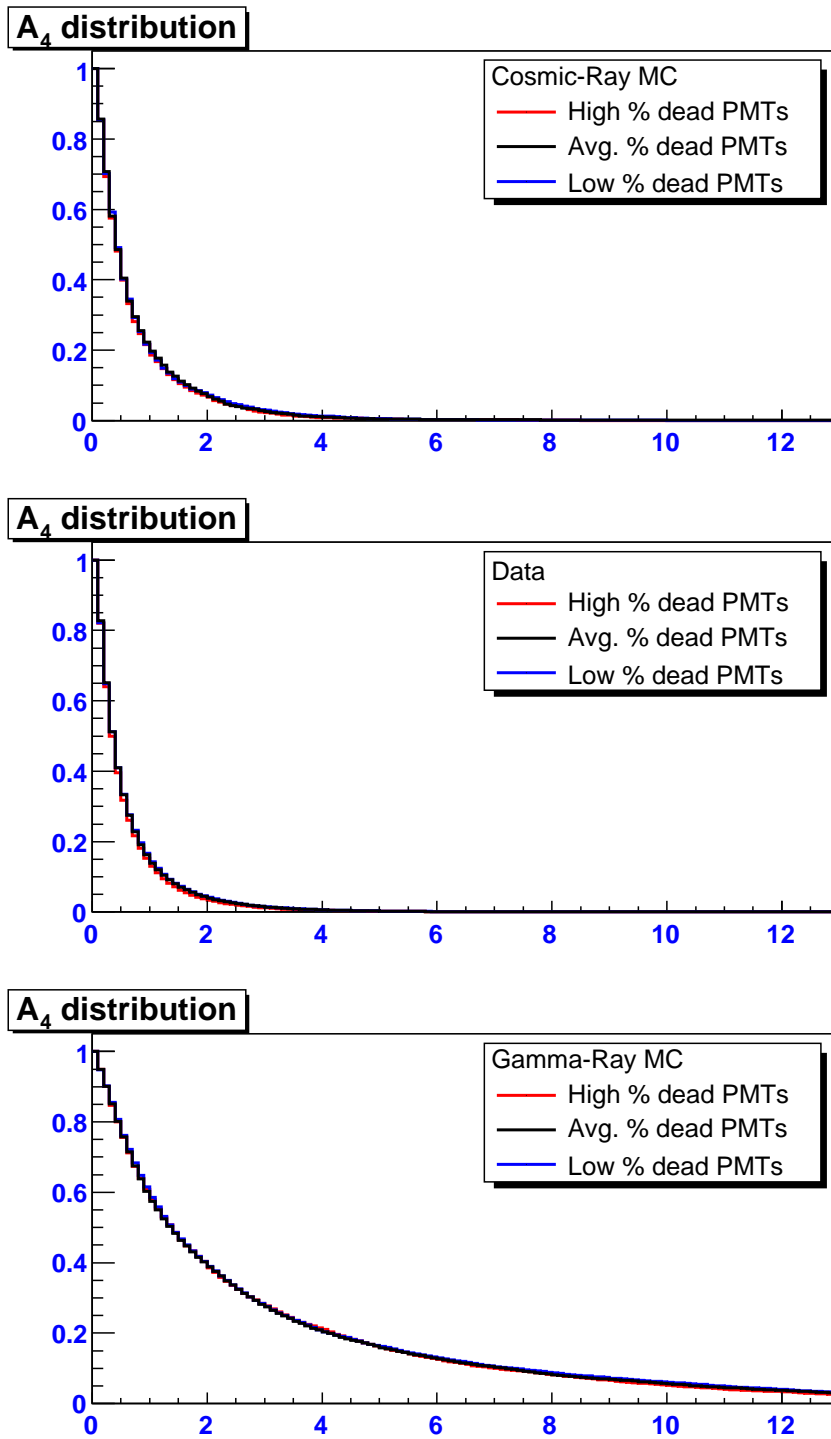 A4 distribution
Cosmic-Ray MC
High % dead PMTs
Avg. % dead PMTs
Low % dead PMTs
1
0.8
0.6
0.4
0.2
0
0 2 4 6 8 10 12
A4 distribution
Data
High % dead PMTs
Avg. % dead PMTs
Low % dead PMTs
1
0.8
0.6
0.4
0.2
0
0 2 4 6 8 10 12
A4 distribution
Gamma-Ray MC
High % dead PMTs
Avg. % dead PMTs
Low % dead PMTs
1
0.8
0.6
0.4
0.2
0
0 2 4 6 8 10 12